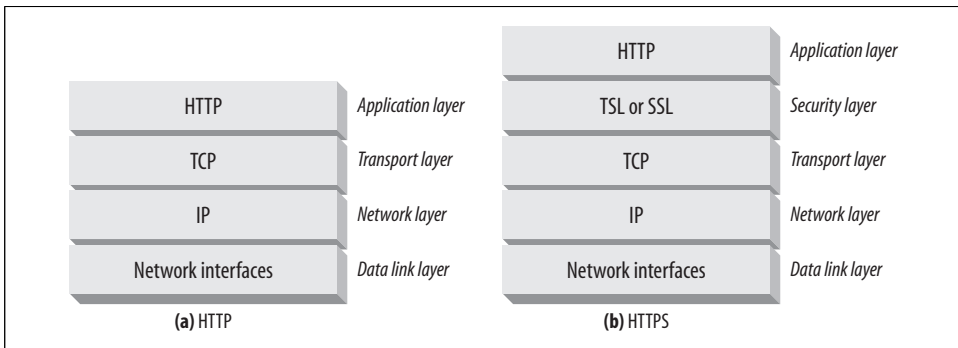 HTTP Application layer
TCP Transport layer
IP Network layer
Network interfaces Data link layer
(a) HTTP
HTTP Application layer
TSL or SSL Security layer
TCP Transport layer
IP Network layer
Network interfaces Data link layer
(b) HTTPS